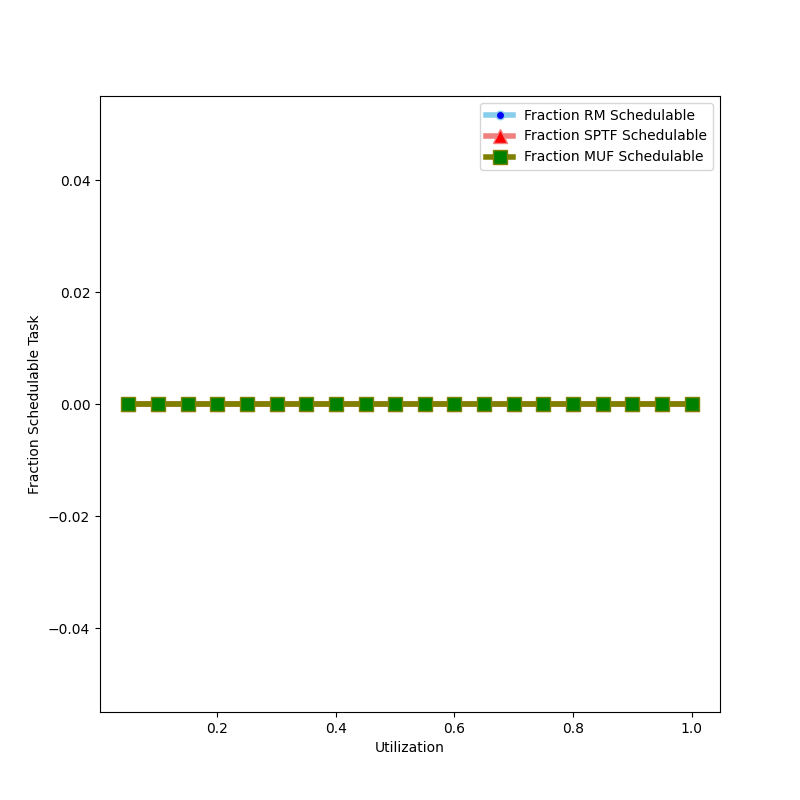 Fraction RM Schedulable
Fraction SPTF Schedulable
Fraction MUF Schedulable
0.04
0.02
0.00
−0.02
−0.04
Fraction Schedulable Task
0.2 0.4 0.6 0.8 1.0
Utilization